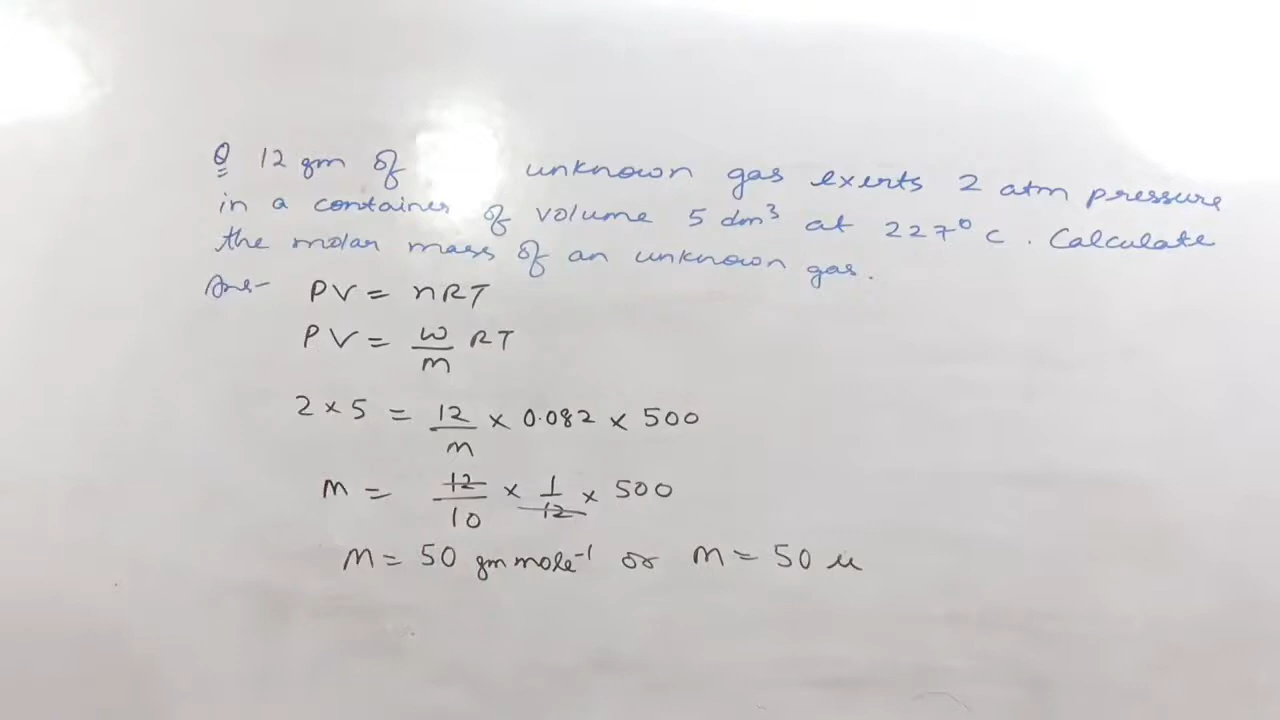 Q 12 gm of unknown gas exerts 2 atm pressure
in a container of volume 5 dm³ at 227° c. Calculate
the molar mass of an unknown gas.
Ans- PV = nRT
PV = w/m RT
2 x 5 = 12/m x 0.082 x 500
m = 12/10 x 1/12 x 500
m = 50 gm mole⁻¹ or m = 50 u